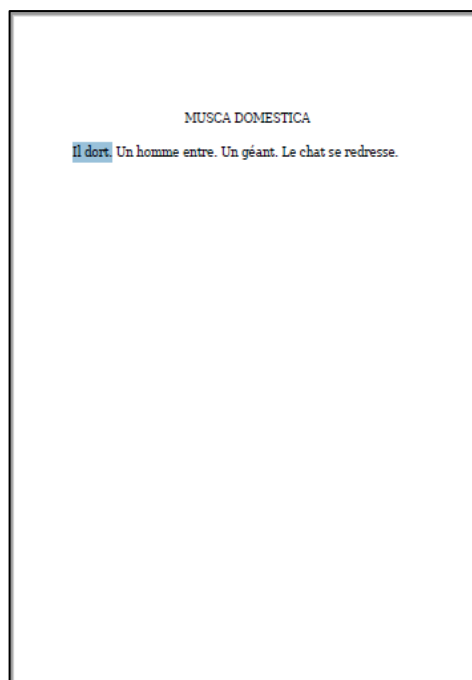 MUSCA DOMESTICA
Il dort. Un homme entre. Un géant. Le chat se redresse.